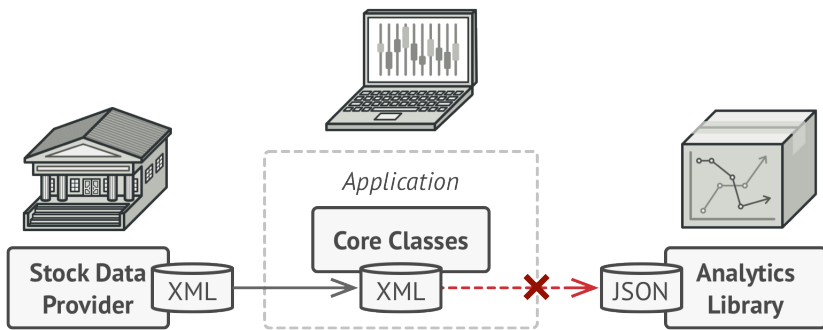 Application
Core Classes
Stock Data
Provider
XML
XML
JSON
Analytics
Library